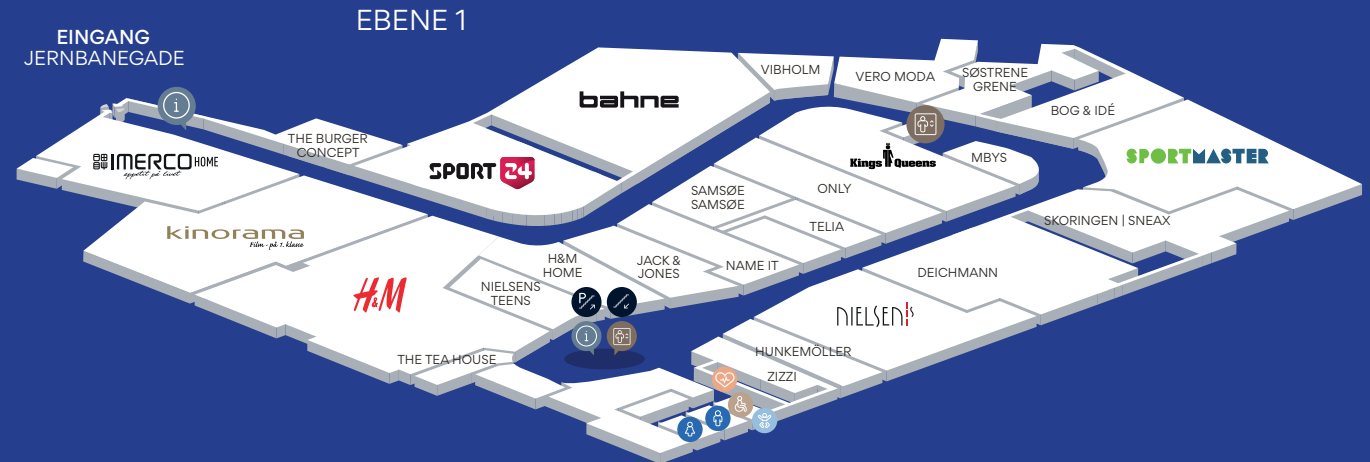 EBENE 1
EINGANG
JERNBANEGADE
VIBHOLM
VERO MODA
SØSTRENE
GRENE
bahne
BOG & IDÉ
i
THE BURGER
CONCEPT
IMERCO HOME
appetit på livet
SPORT 24
Kings Queens
MBYS
SPORTMASTER
SAMSØE
SAMSØE
ONLY
TELIA
SKORINGEN | SNEAX
kinorama
Film - på 1. klasse
H&M
HOME
JACK &
JONES
NAME IT
DEICHMANN
H&M
NIELSENS
TEENS
P
i
NIELSEN's
THE TEA HOUSE
HUNKEMÖLLER
ZIZZI